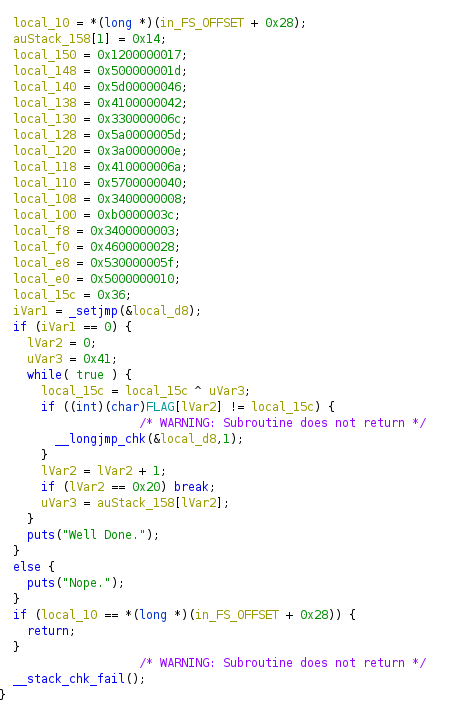 local_10 = *(long *)(in_FS_OFFSET + 0x28);
auStack_158[1] = 0x14;
local_150 = 0x1200000017;
local_148 = 0x500000001d;
local_140 = 0x5d00000046;
local_138 = 0x4100000042;
local_130 = 0x330000006c;
local_128 = 0x5a0000005d;
local_120 = 0x3a0000000e;
local_118 = 0x410000006a;
local_110 = 0x5700000040;
local_108 = 0x3400000008;
local_100 = 0xb0000003c;
local_f8 = 0x3400000003;
local_f0 = 0x4600000028;
local_e8 = 0x530000005f;
local_e0 = 0x5000000010;
local_15c = 0x36;
iVar1 = _setjmp(&local_d8);
if (iVar1 == 0) {
lVar2 = 0;
uVar3 = 0x41;
while( true ) {
local_15c = local_15c ^ uVar3;
if ((int)(char)FLAG[lVar2] != local_15c) {
/* WARNING: Subroutine does not return */
__longjmp_chk(&local_d8,1);
}
lVar2 = lVar2 + 1;
if (lVar2 == 0x20) break;
uVar3 = auStack_158[lVar2];
}
puts("Well Done.");
}
else {
puts("Nope.");
}
if (local_10 == *(long *)(in_FS_OFFSET + 0x28)) {
return;
}
/* WARNING: Subroutine does not return */
__stack_chk_fail();
}